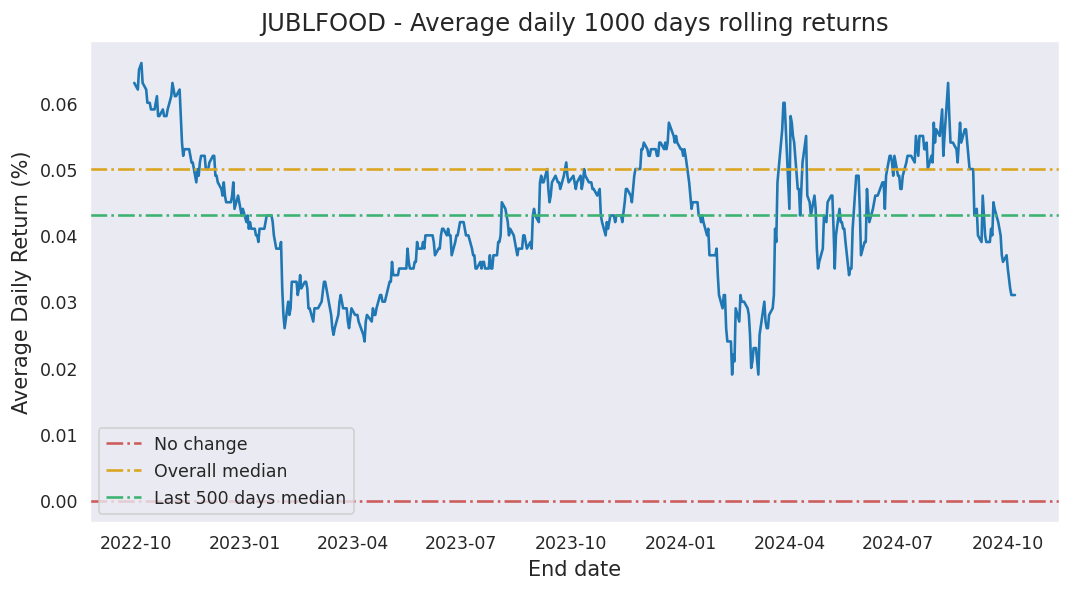 JUBLFOOD - Average daily 1000 days rolling returns
Average Daily Return (%)
0.06
0.05
0.04
0.03
0.02
0.01
0.00
No change
Overall median
Last 500 days median
2022-10 2023-01 2023-04 2023-07 2023-10 2024-01 2024-04 2024-07 2024-10
End date